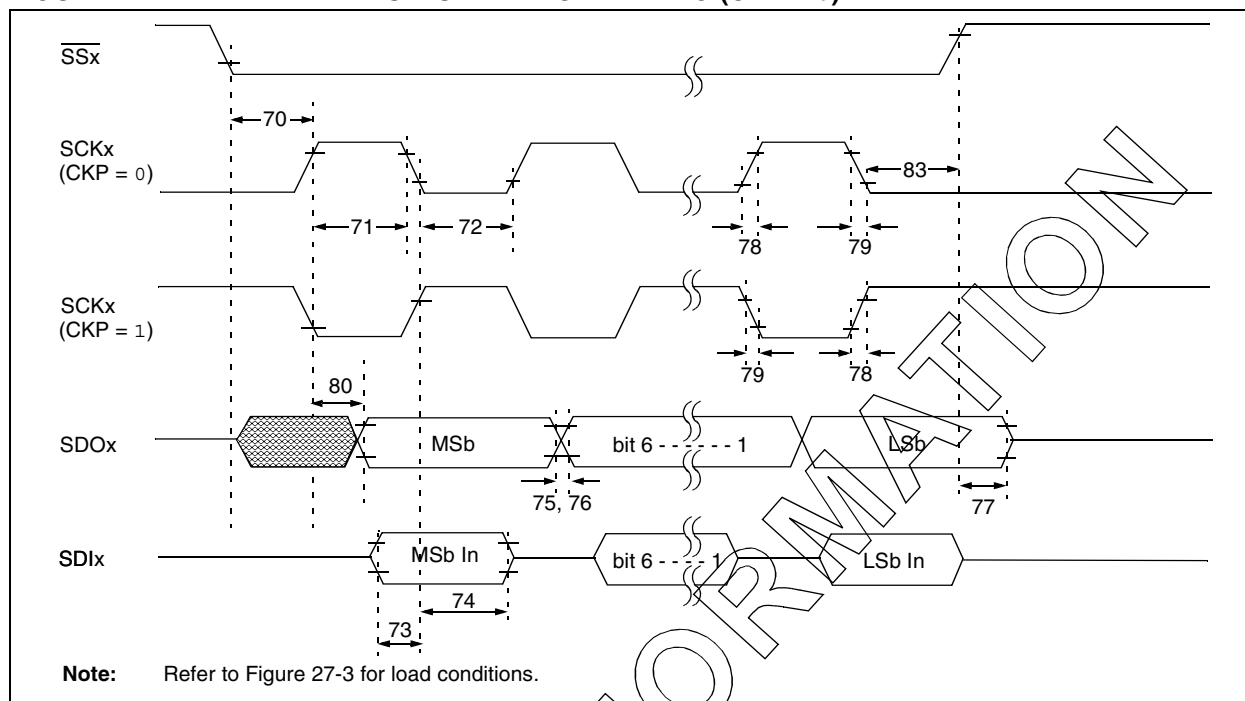 SSx
70
SCKx
(CKP = 0)
83
71
72
78
79
SCKx
(CKP = 1)
79
78
80
SDOx
MSb
bit 6 - - - - - - 1
LSb
75, 76
77
SDIx
MSb In
bit 6 - - - - 1
LSb In
74
73
Note: Refer to Figure 27-3 for load conditions.
ORMATION